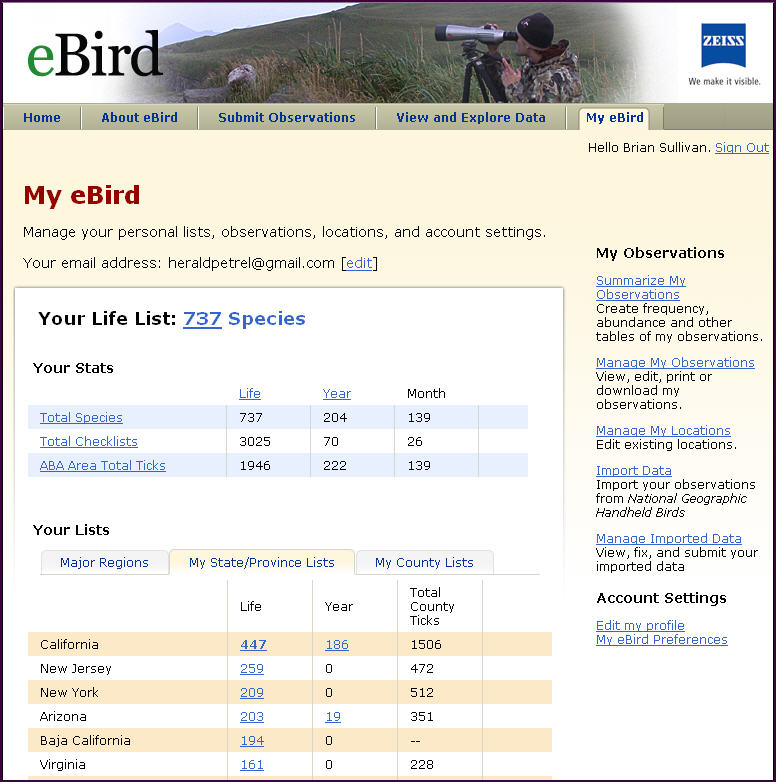 eBird
ZEISS
We make it visible.
Home About eBird Submit Observations View and Explore Data My eBird
Hello Brian Sullivan. Sign Out
My eBird
Manage your personal lists, observations, locations, and account settings.
Your email address: heraldpetrel@gmail.com [edit]
Your Life List: 737 Species
Your Stats
Life Year Month
Total Species 737 204 139
Total Checklists 3025 70 26
ABA Area Total Ticks 1946 222 139
Your Lists
Major Regions My State/Province Lists My County Lists
Life Year Total
County
Ticks
California 447 186 1506
New Jersey 259 0 472
New York 209 0 512
Arizona 203 19 351
Baja California 194 0 --
Virginia 161 0 228
My Observations
Summarize My
Observations
Create frequency,
abundance and other
tables of my observations.
Manage My Observations
View, edit, print or
download my
observations.
Manage My Locations
Edit existing locations.
Import Data
Import your observations
from National Geographic
Handheld Birds
Manage Imported Data
View, fix, and submit your
imported data
Account Settings
Edit my profile
My eBird Preferences